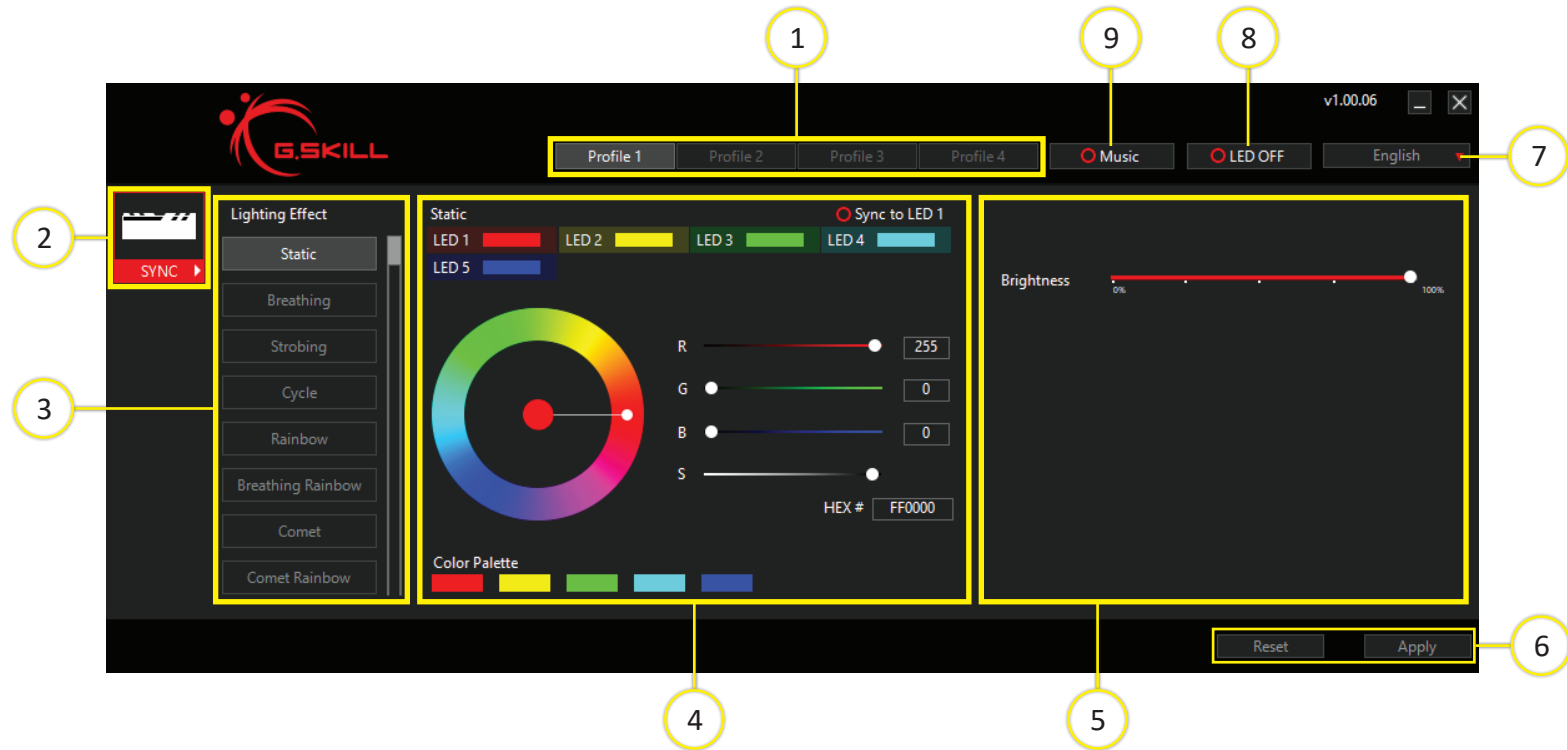 1
9
8
v1.00.06
G.SKILL
Profile 1 Profile 2 Profile 3 Profile 4
Music
LED OFF
English
7
2
SYNC
3
Lighting Effect
Static
Breathing
Strobing
Cycle
Rainbow
Breathing Rainbow
Comet
Comet Rainbow
Static
Sync to LED 1
LED 1 LED 2 LED 3 LED 4
LED 5
R 255
G 0
B 0
S
HEX # FF0000
Color Palette
Brightness
0% 100%
Reset Apply
6
4
5